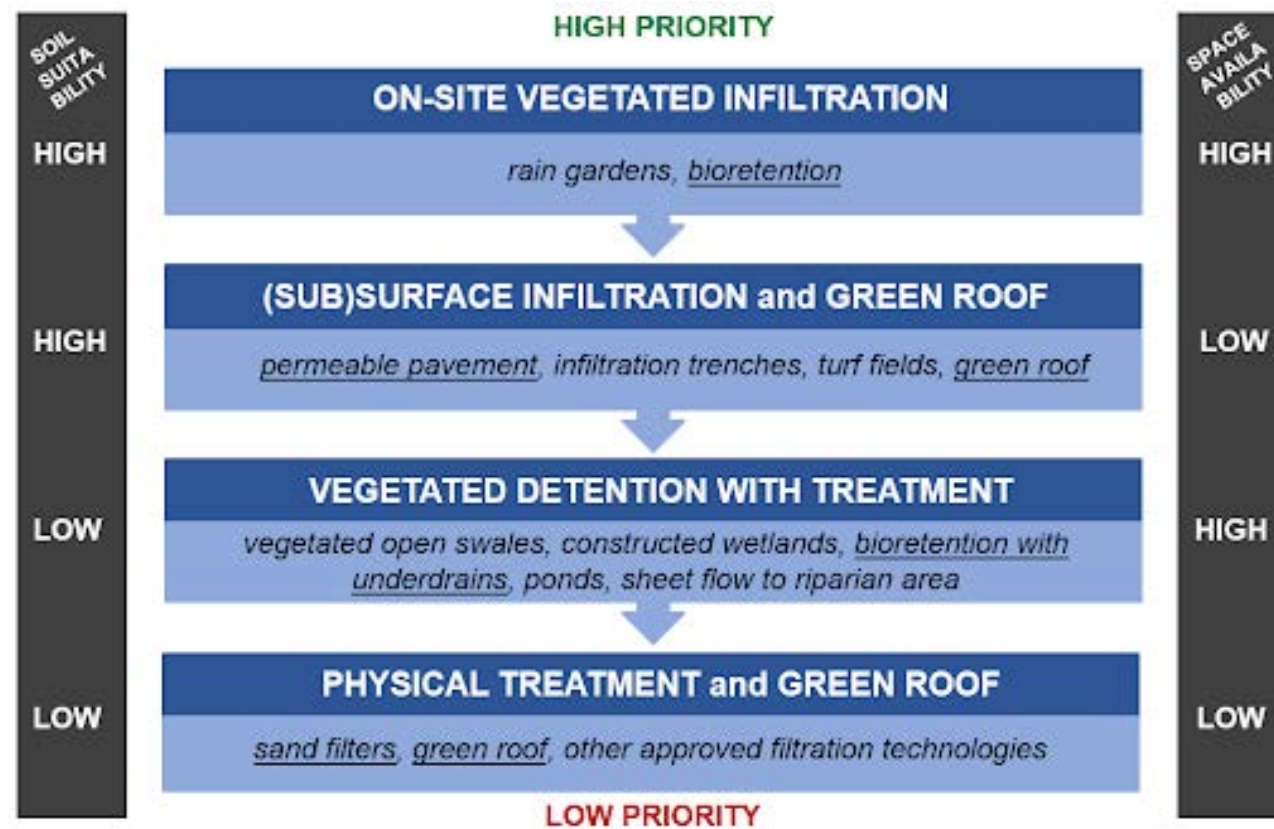 HIGH PRIORITY
SOIL
SUITA
BILITY
SPACE
AVAILA
BILITY
ON-SITE VEGETATED INFILTRATION
HIGH
HIGH
rain gardens, bioretention
(SUB)SURFACE INFILTRATION and GREEN ROOF
HIGH
LOW
permeable pavement, infiltration trenches, turf fields, green roof
VEGETATED DETENTION WITH TREATMENT
LOW
HIGH
vegetated open swales, constructed wetlands, bioretention with
underdrains, ponds, sheet flow to riparian area
PHYSICAL TREATMENT and GREEN ROOF
LOW
LOW
sand filters, green roof, other approved filtration technologies
LOW PRIORITY